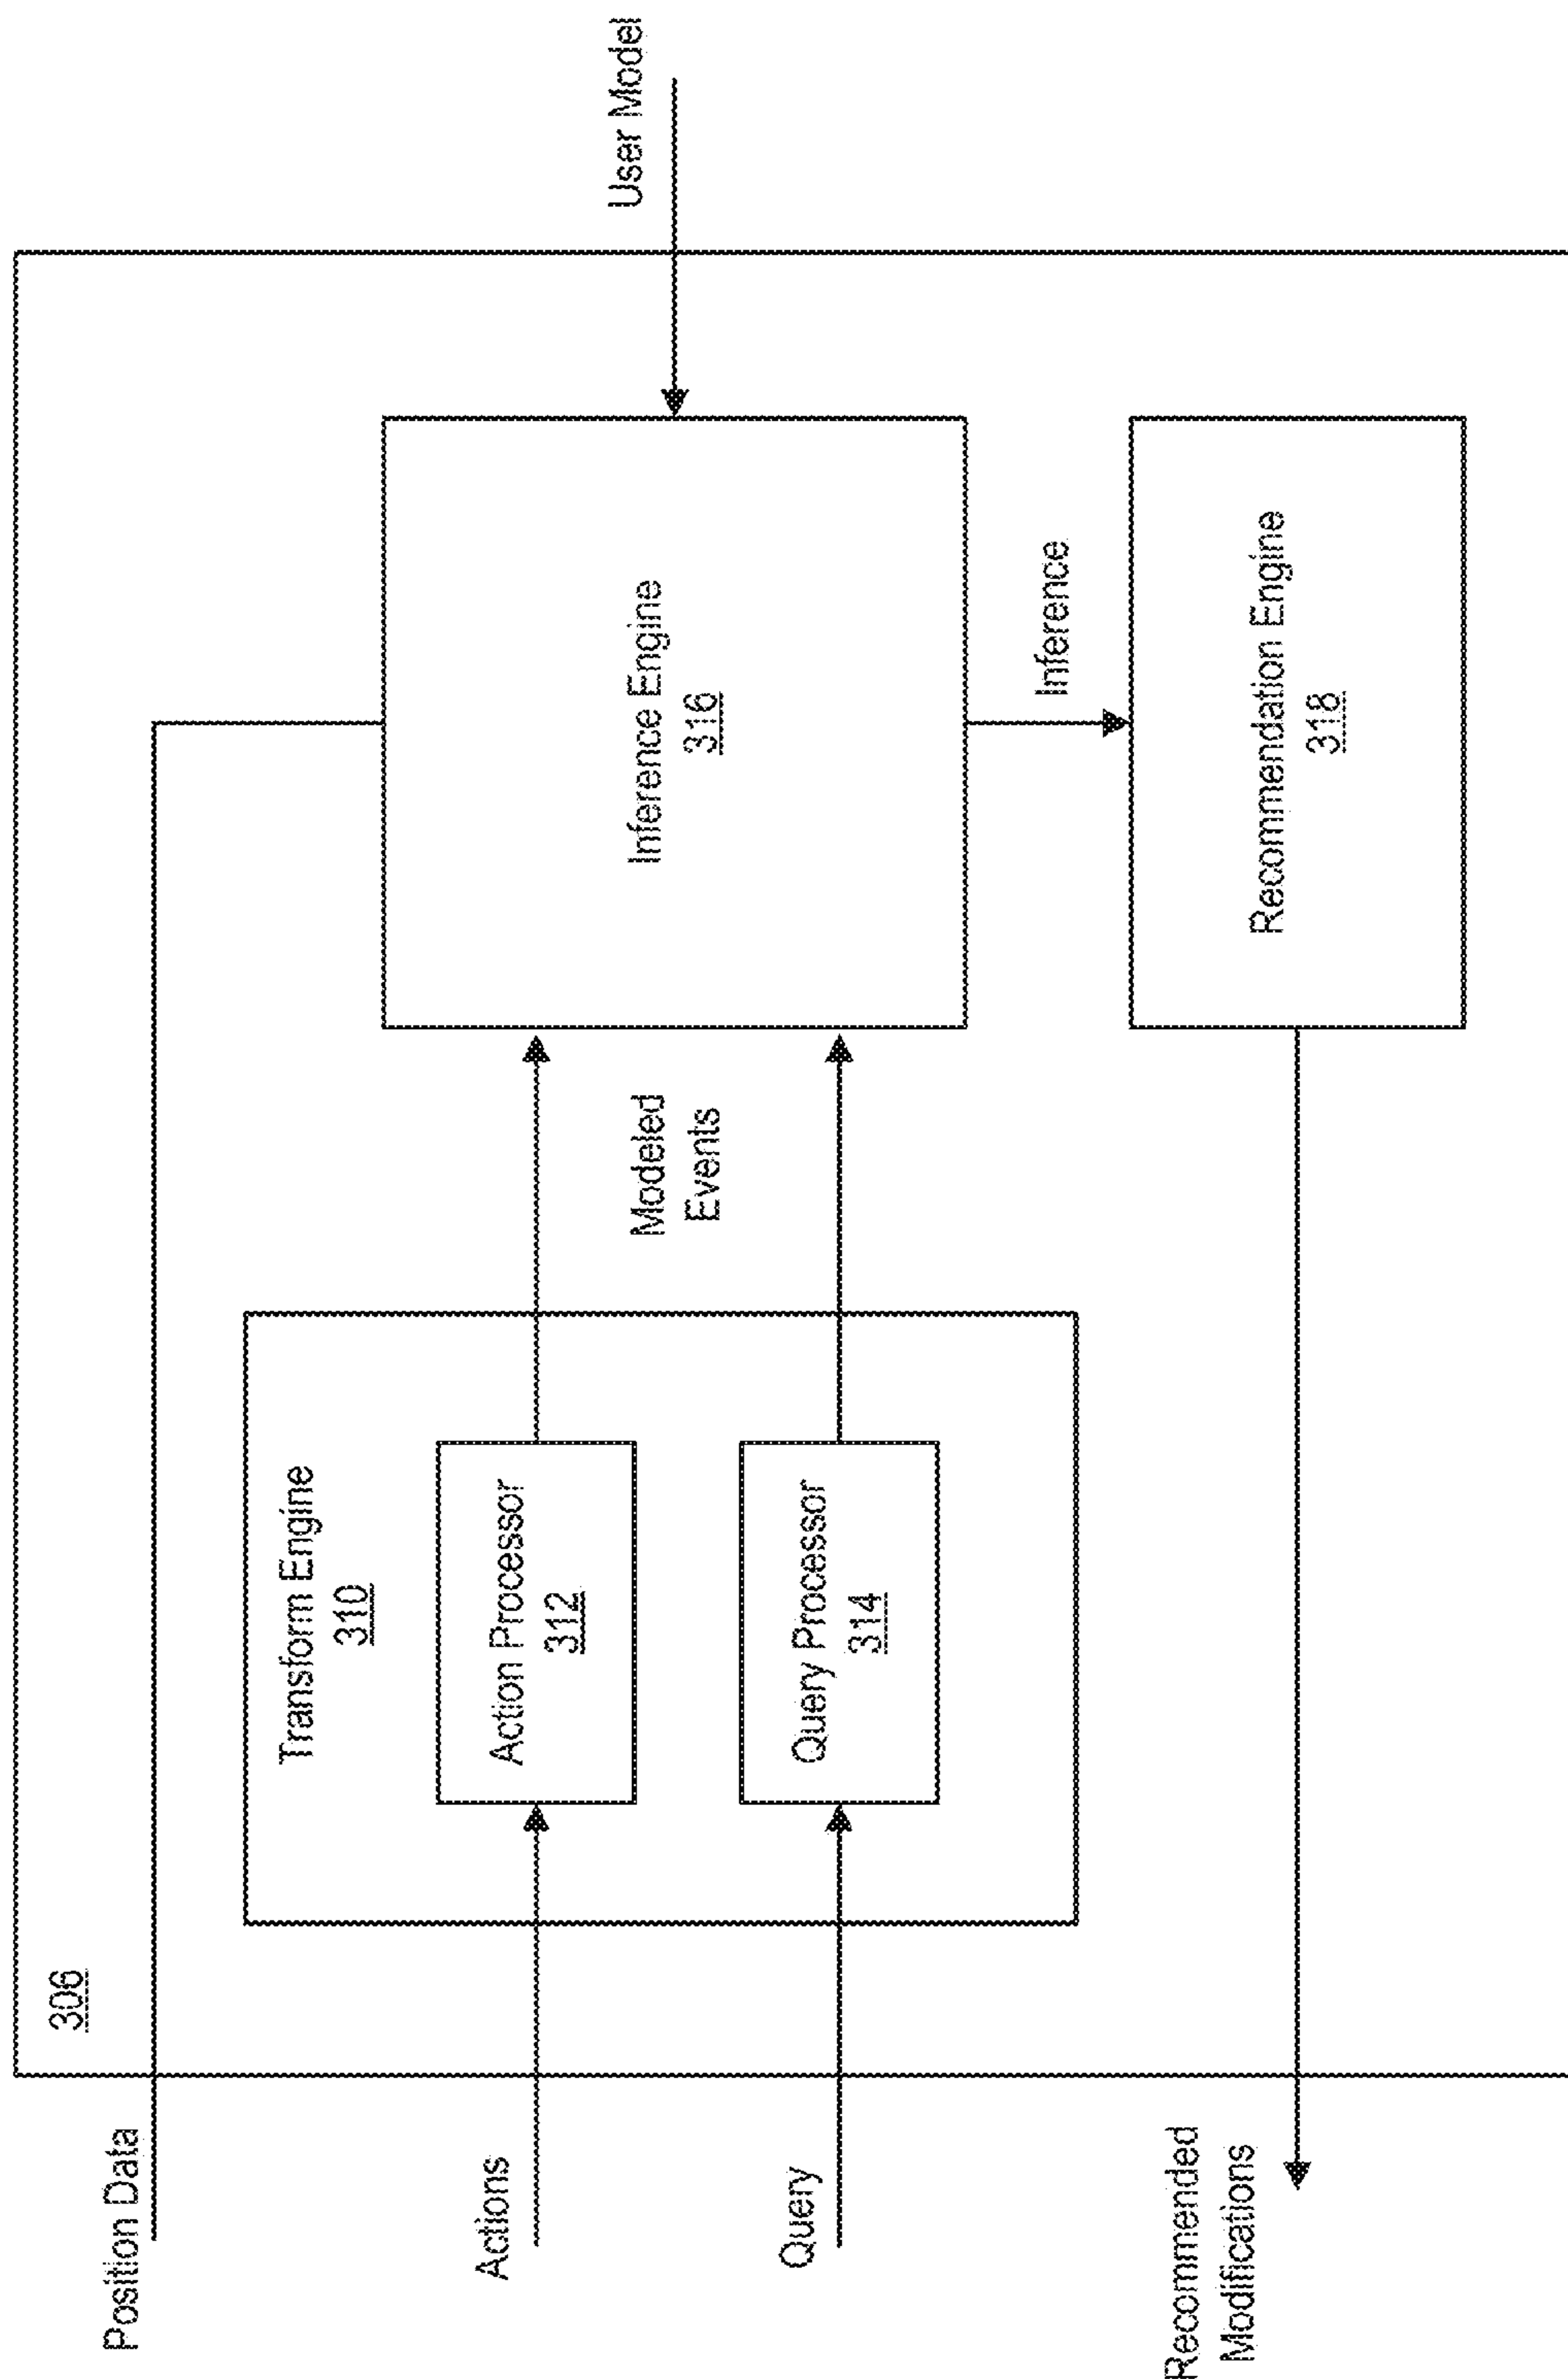 306
Position Data
Transform Engine
310
Actions
Action Processor
312
Modeled
Events
Inference Engine
316
User Model
Query
Query Processor
314
Inference
Recommended
Modifications
Recommendation Engine
318